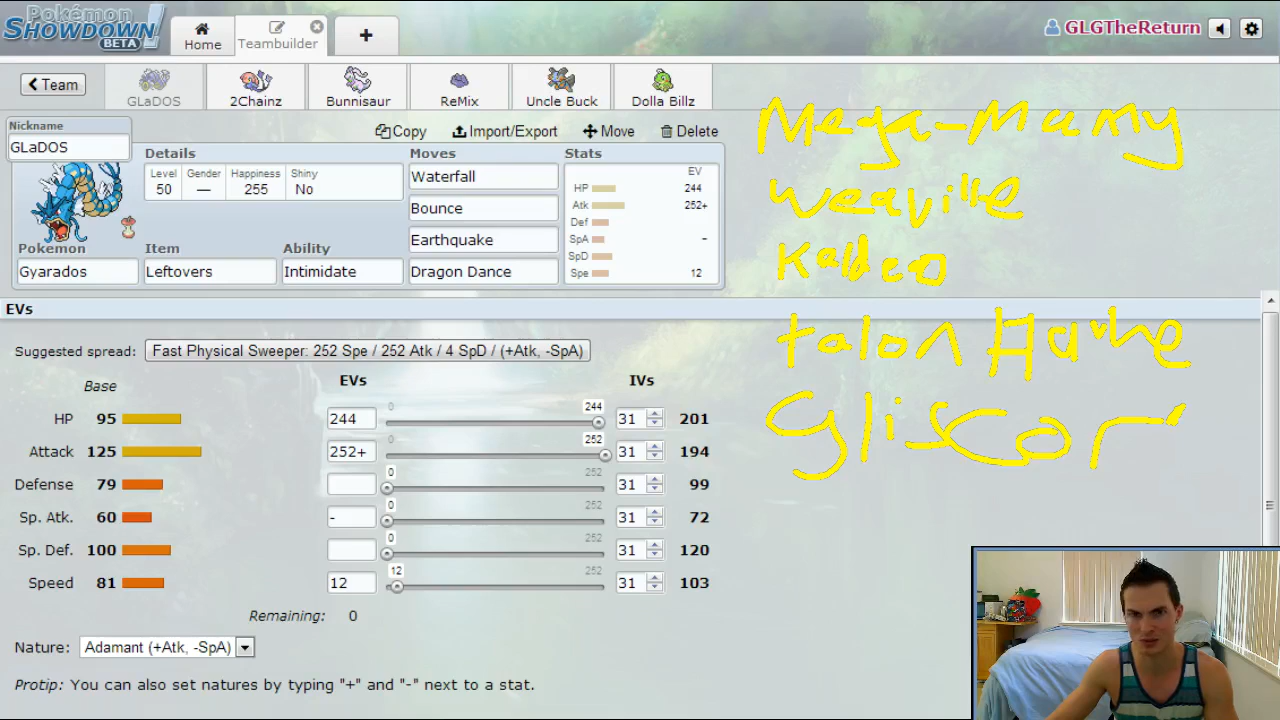 Pokémon
SHOWDOWN!
BETA
Home
Teambuilder
+
GLGTheReturn
Team
GLaDOS
2Chainz
Bunnisaur
ReMix
Uncle Buck
Dolla Billz
Nickname
GLaDOS
Copy
Import/Export
Move
Delete
Details
Level
50
Gender
—
Happiness
255
Shiny
No
Pokemon
Gyarados
Item
Leftovers
Ability
Intimidate
Moves
Waterfall
Bounce
Earthquake
Dragon Dance
Stats
EV
HP 244
Atk 252+
Def
SpA -
SpD
Spe 12
EVs
Suggested spread: Fast Physical Sweeper: 252 Spe / 252 Atk / 4 SpD / (+Atk, -SpA)
Base EVs IVs
HP 95 244 0 244 31 201
Attack 125 252+ 0 252 31 194
Defense 79 0 252 31 99
Sp. Atk. 60 - 0 252 31 72
Sp. Def. 100 0 252 31 120
Speed 81 12 12 252 31 103
Remaining: 0
Nature: Adamant (+Atk, -SpA)
Protip: You can also set natures by typing "+" and "-" next to a stat.
Mega-Mamy
Weaville
Keldeo
talon Hawke
Gliscor